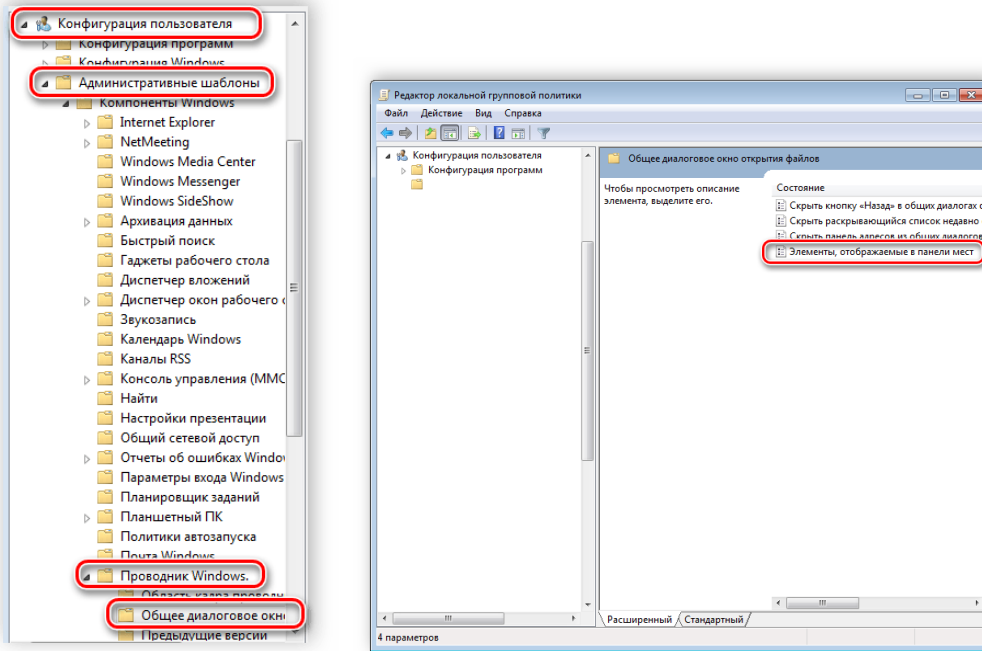 Конфигурация пользователя
Конфигурация программ
Конфигурация Windows
Административные шаблоны
Компоненты Windows
Internet Explorer
NetMeeting
Windows Media Center
Windows Messenger
Windows SideShow
Архивация данных
Быстрый поиск
Гаджеты рабочего стола
Диспетчер вложений
Диспетчер окон рабочего с
Звукозапись
Календарь Windows
Каналы RSS
Консоль управления (MMC
Найти
Настройки презентации
Общий сетевой доступ
Отчеты об ошибках Window
Параметры входа Windows
Планировщик заданий
Планшетный ПК
Политики автозапуска
Почта Windows
Проводник Windows.
Область кадра проводн
Общее диалоговое окн
Предыдущие версии
Редактор локальной групповой политики
Файл Действие Вид Справка
Конфигурация пользователя
Конфигурация программ
Общее диалоговое окно открытия файлов
Чтобы просмотреть описание
элемента, выделите его.
Состояние
Скрыть кнопку «Назад» в общих диалогах
Скрыть раскрывающийся список недавно
Скрыть панель адресов из общих диалогов
Элементы, отображаемые в панели мест
Расширенный Стандартный
4 параметров